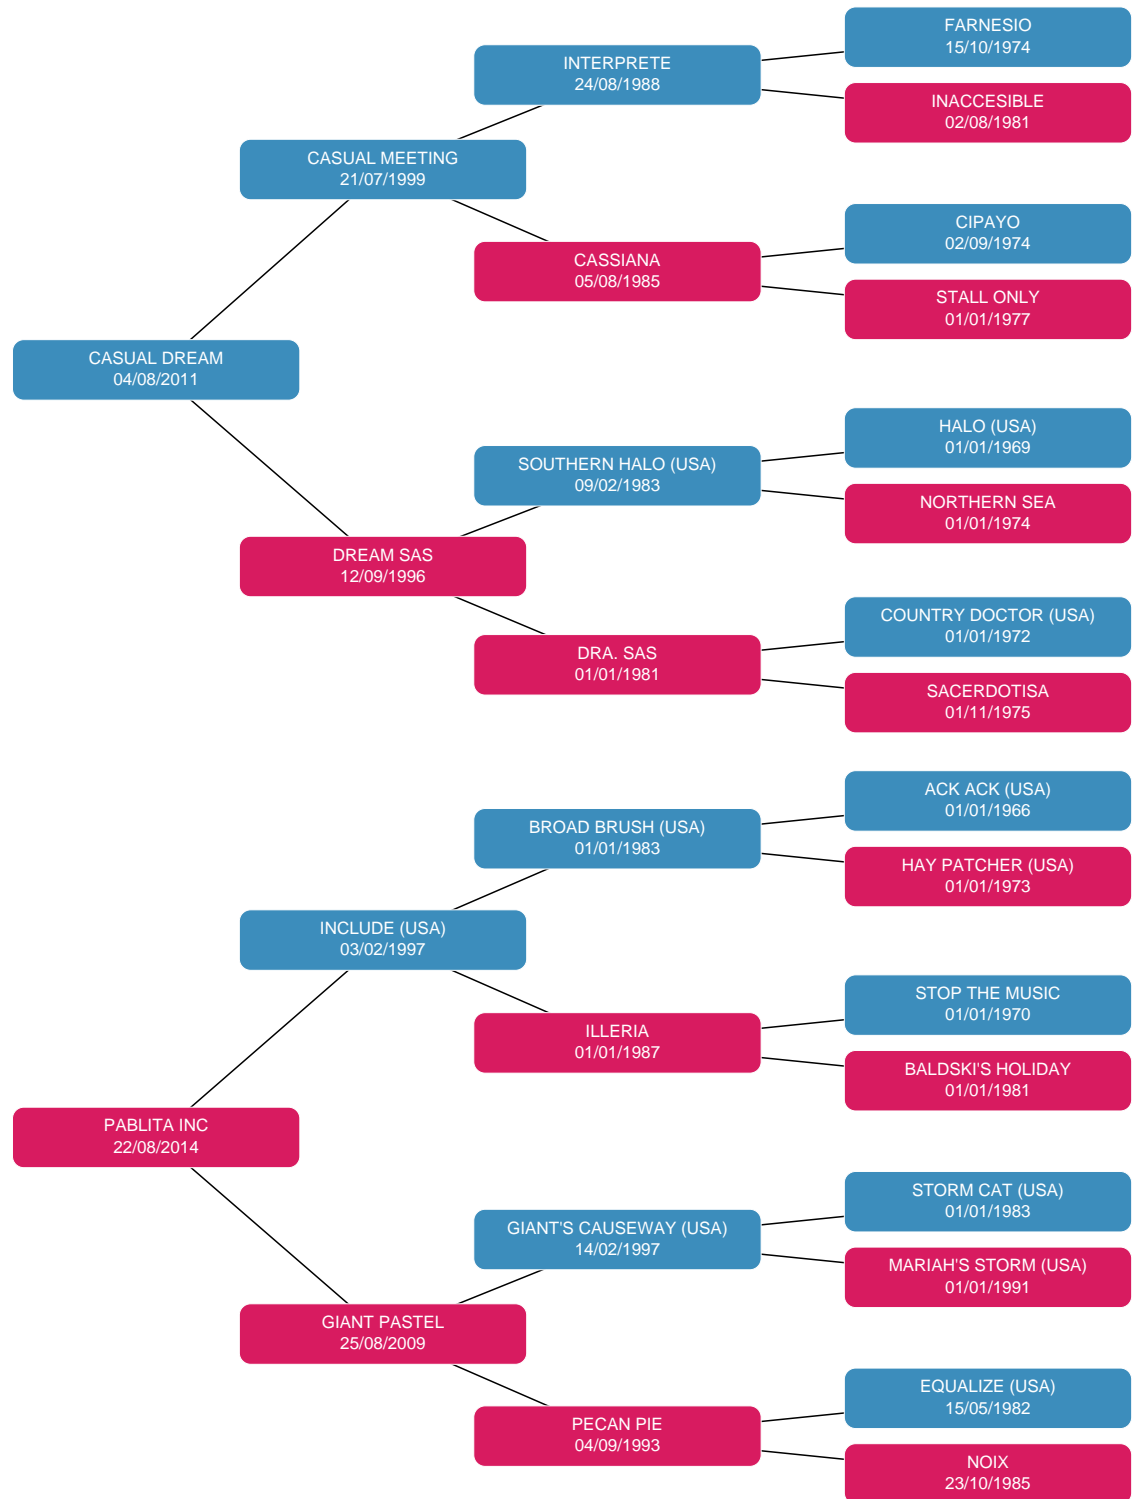 FARNESIO
15/10/1974
INTERPRETE
24/08/1988
INACCESIBLE
02/08/1981
CASUAL MEETING
21/07/1999
CIPAYO
02/09/1974
CASSIANA
05/08/1985
STALL ONLY
01/01/1977
CASUAL DREAM
04/08/2011
HALO (USA)
01/01/1969
SOUTHERN HALO (USA)
09/02/1983
NORTHERN SEA
01/01/1974
DREAM SAS
12/09/1996
COUNTRY DOCTOR (USA)
01/01/1972
DRA. SAS
01/01/1981
SACERDOTISA
01/11/1975
ACK ACK (USA)
01/01/1966
BROAD BRUSH (USA)
01/01/1983
HAY PATCHER (USA)
01/01/1973
INCLUDE (USA)
03/02/1997
STOP THE MUSIC
01/01/1970
ILLERIA
01/01/1987
BALDSKI'S HOLIDAY
01/01/1981
PABLITA INC
22/08/2014
STORM CAT (USA)
01/01/1983
GIANT'S CAUSEWAY (USA)
14/02/1997
MARIAH'S STORM (USA)
01/01/1991
GIANT PASTEL
25/08/2009
EQUALIZE (USA)
15/05/1982
PECAN PIE
04/09/1993
NOIX
23/10/1985